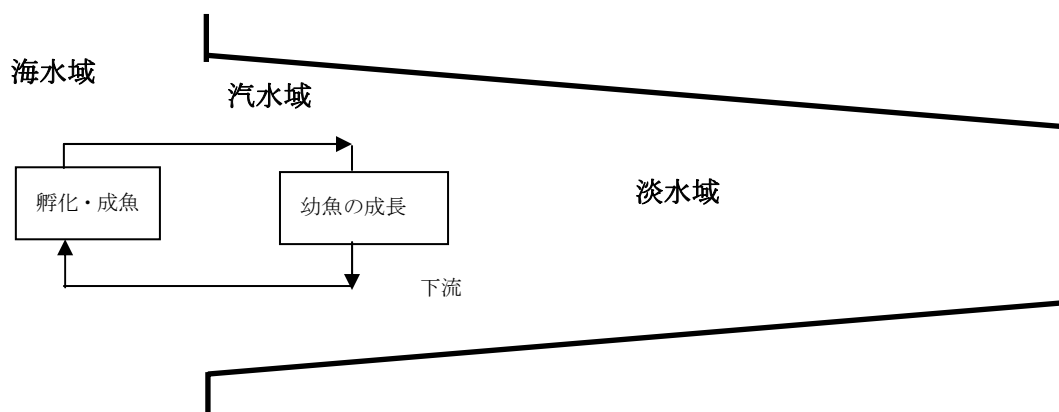 海水域
汽水域
孵化・成魚
幼魚の成長
淡水域
下流